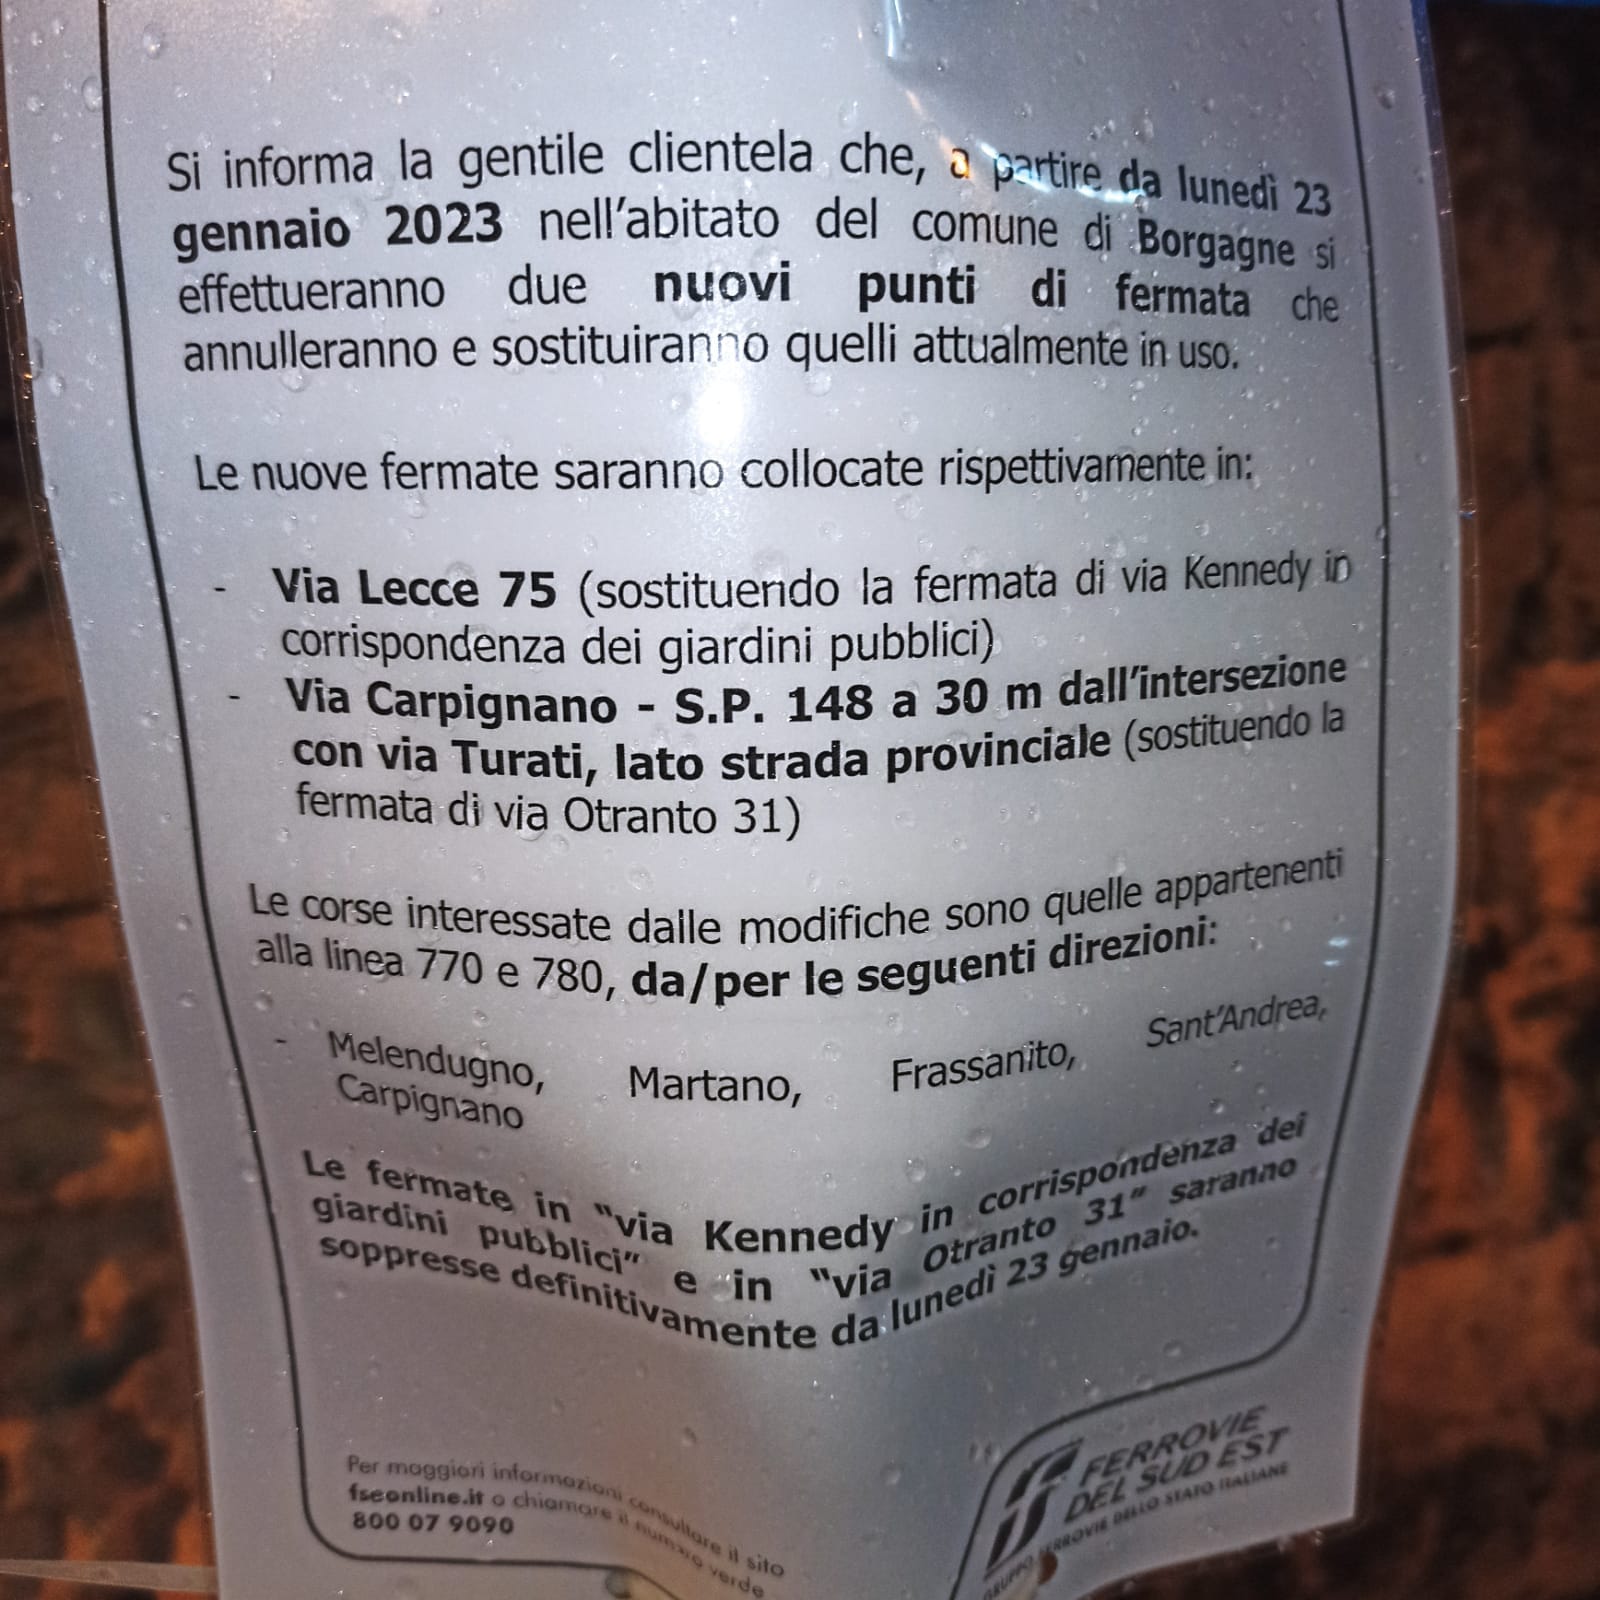 Si informa la gentile clientela che, a partire da lunedì 23
gennaio 2023 nell'abitato del comune di Borgagne si
effettueranno due nuovi punti di fermata che
annulleranno e sostituiranno quelli attualmente in uso.
Le nuove fermate saranno collocate rispettivamente in:
- Via Lecce 75 (sostituendo la fermata di via Kennedy in
corrispondenza dei giardini pubblici)
- Via Carpignano - S.P. 148 a 30 m dall'intersezione
con via Turati, lato strada provinciale (sostituendo la
fermata di via Otranto 31)
Le corse interessate dalle modifiche sono quelle appartenenti
alla linea 770 e 780, da/per le seguenti direzioni:
- Melendugno, Martano, Frassanito, Sant'Andrea,
Carpignano
Le fermate in "via Kennedy in corrispondenza dei
giardini pubblici" e in "via Otranto 31" saranno
soppresse definitivamente da lunedì 23 gennaio.
Per maggiori informazioni consultare il sito
fseonline.it o chiamare il numero verde
800 07 9090
FERROVIE
DEL SUD EST
GRUPPO FERROVIE DELLO STATO ITALIANE